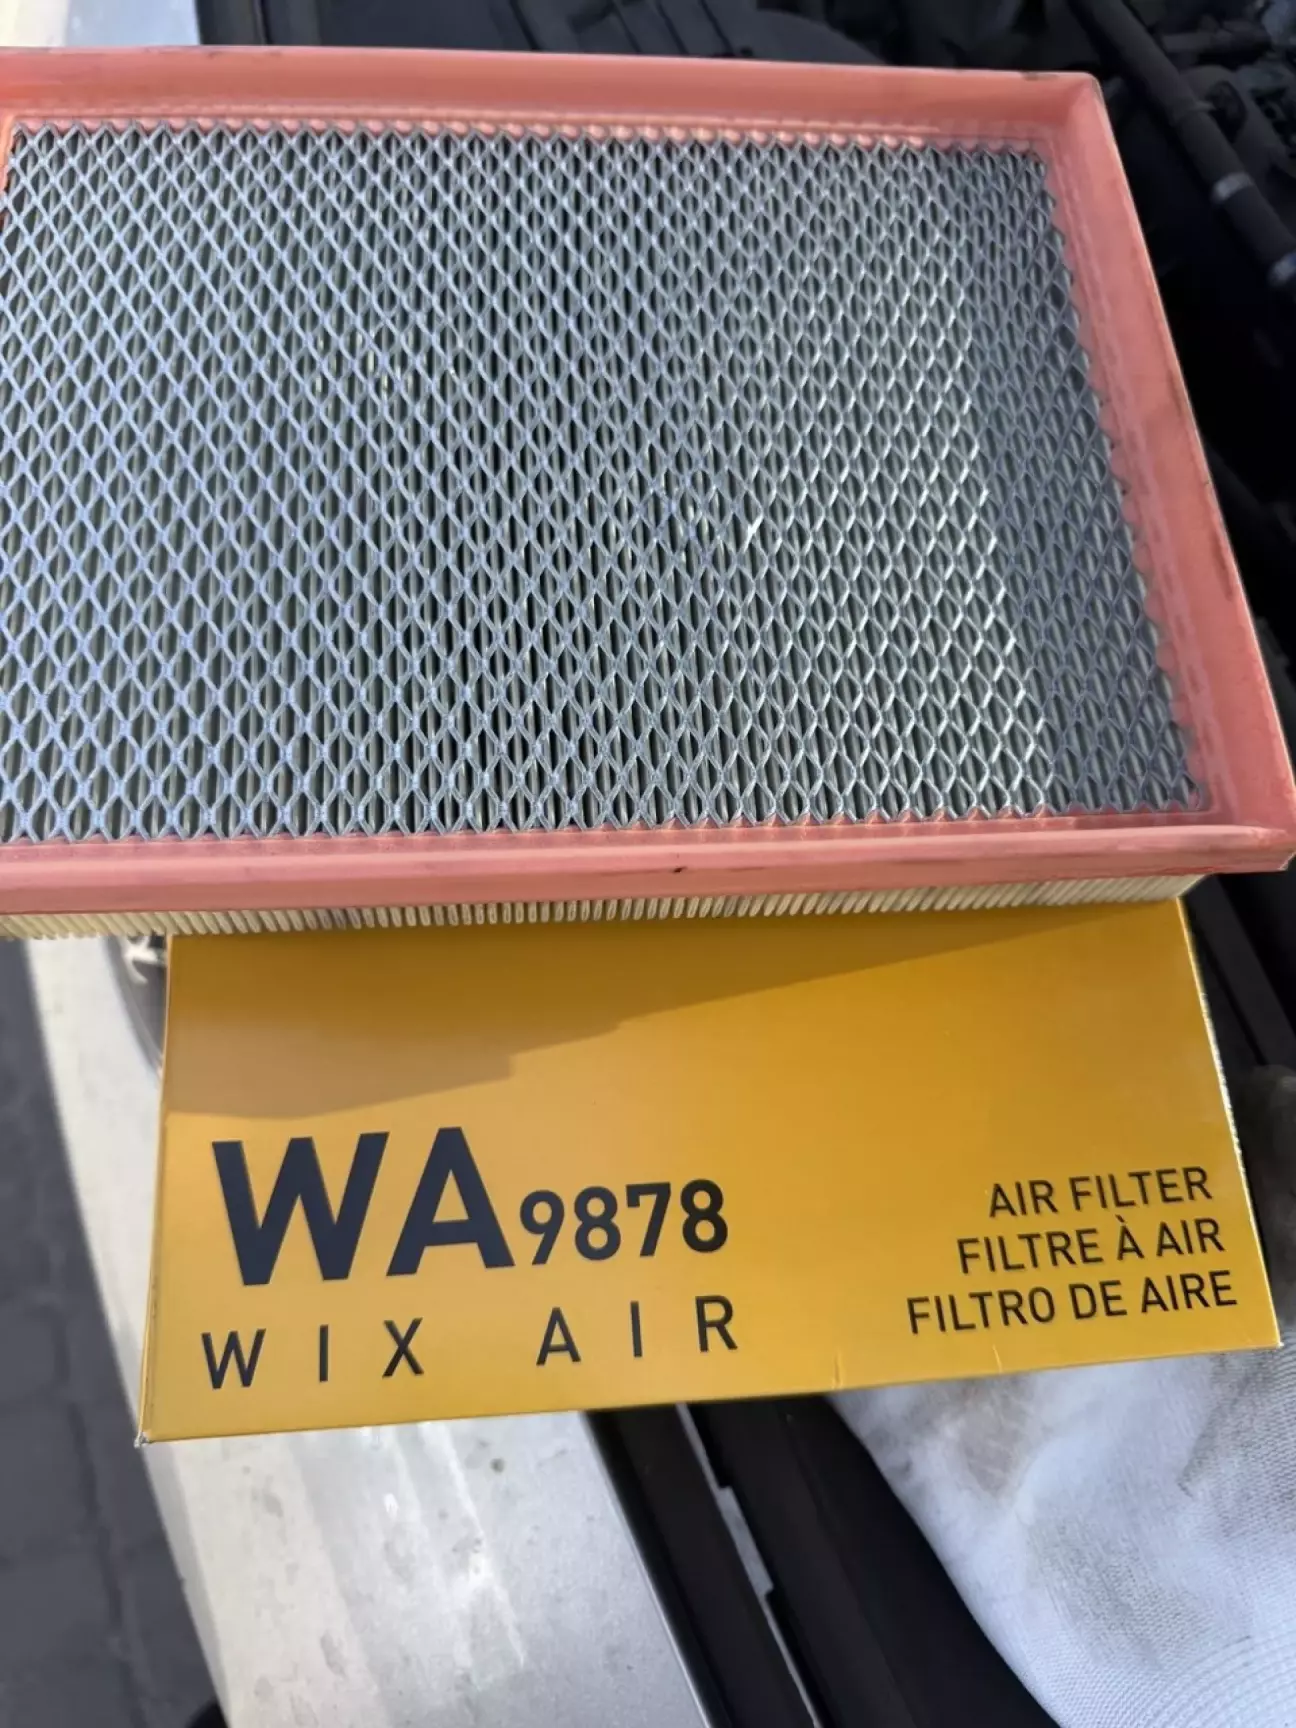 WA9878
WIX AIR
AIR FILTER
FILTRE À AIR
FILTRO DE AIRE